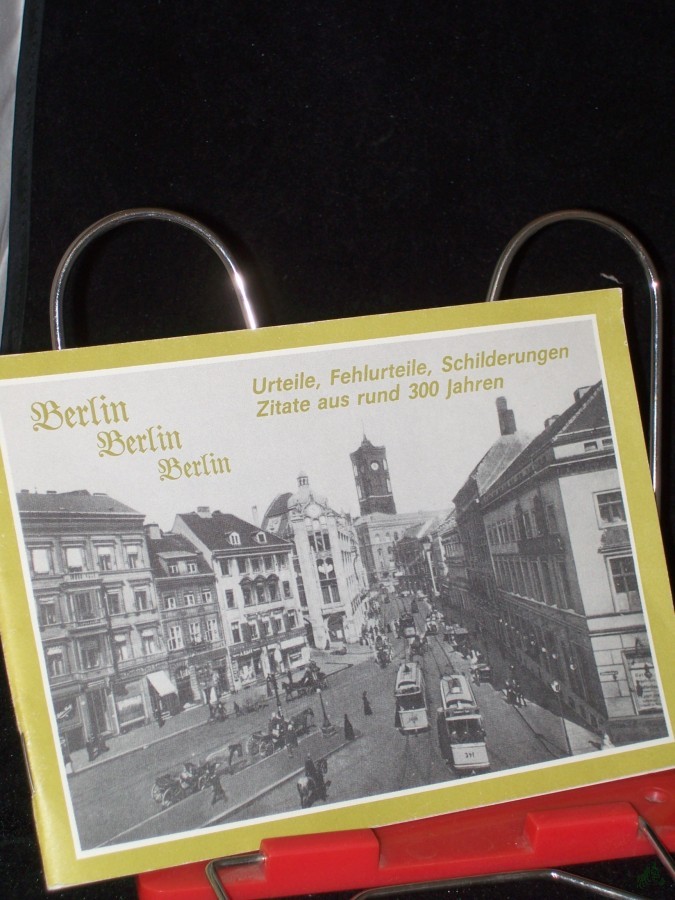 Berlin
Berlin
Berlin
Urteile, Fehlurteile, Schilderungen
Zitate aus rund 300 Jahren